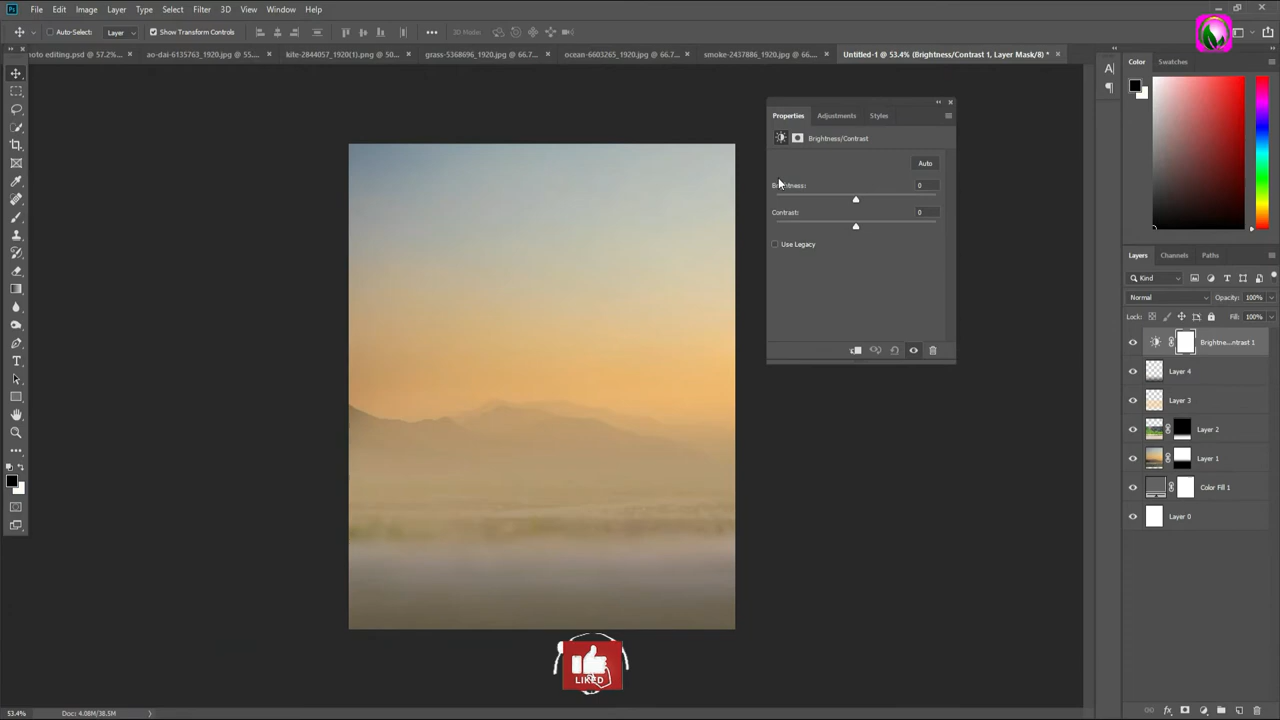 Ps File Edit Image Layer Type Select Filter 3D View Window Help
Auto-Select: Layer Show Transform Controls 3D Mode:
oto editing.psd @ 57.2%... × ao-dai-6135763_1920.jpg @ 55.... × kite-2844057_1920(1).png @ 50... × grass-5368696_1920.jpg @ 66.7... × ocean-6603265_1920.jpg @ 66.7... × smoke-2437886_1920.jpg @ 66.... × Untitled-1 @ 53.4% (Brightness/Contrast 1, Layer Mask/8) * ×
Properties Adjustments Styles
Brightness/Contrast
Auto
Brightness: 0
Contrast: 0
Use Legacy
Color Swatches
Layers Channels Paths
Kind
Normal Opacity: 100%
Lock: Fill: 100%
Brightne...ntrast 1
Layer 4
Layer 3
Layer 2
Layer 1
Color Fill 1
Layer 0
LIKED
53.4% Doc: 4.08M/38.5M